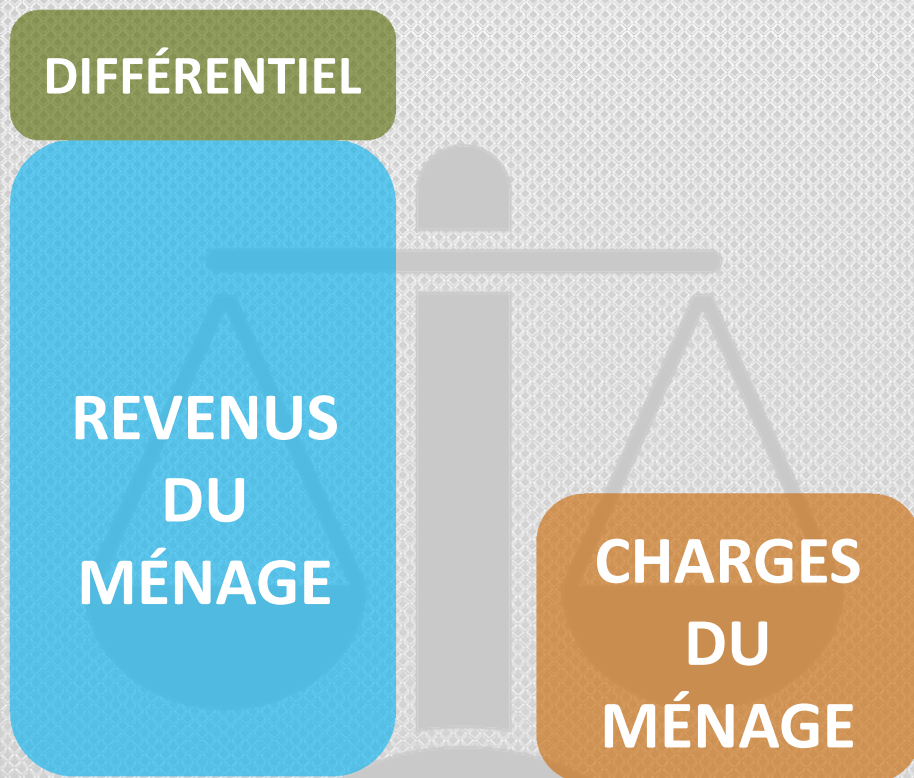 DIFFÉRENTIEL
REVENUS
DU
MÉNAGE
CHARGES
DU
MÉNAGE